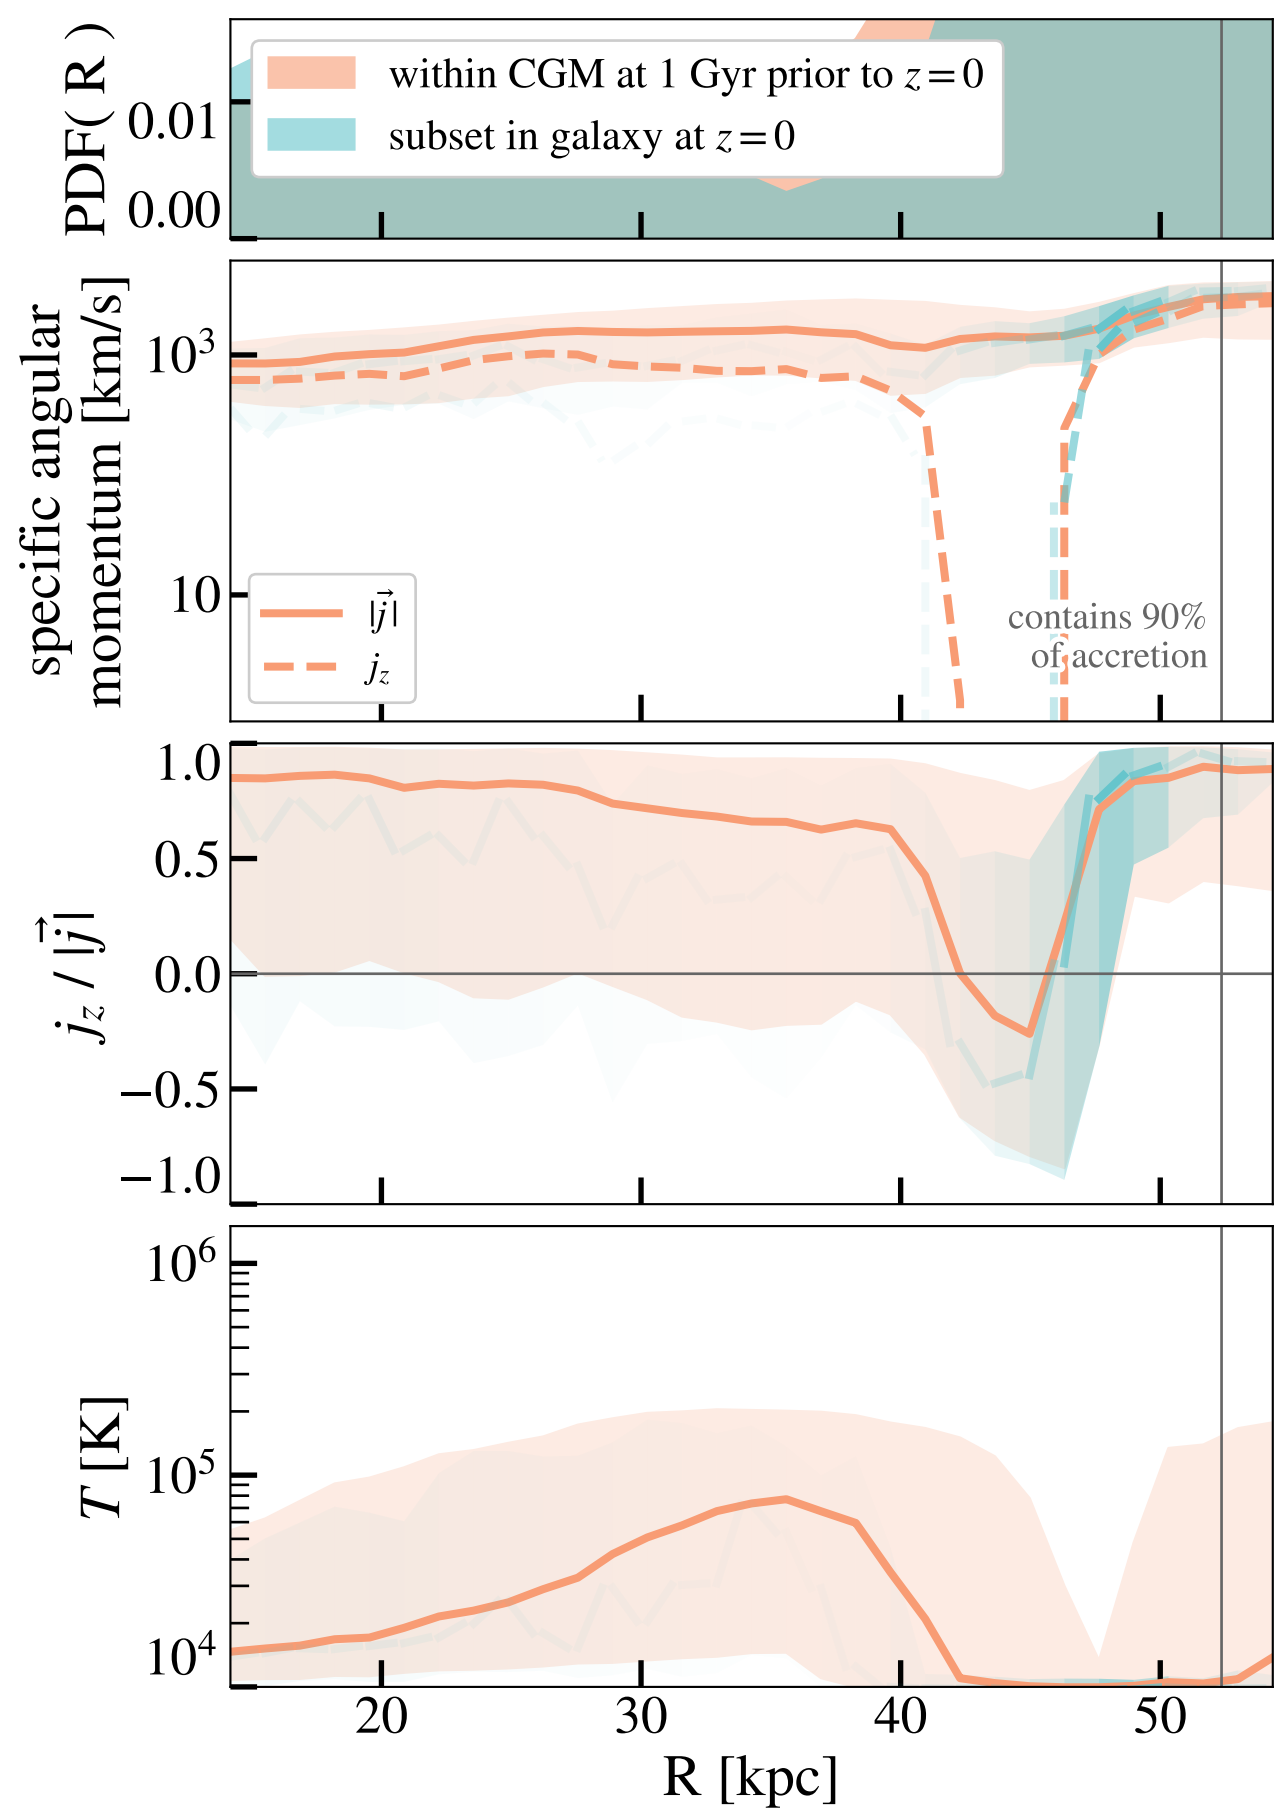 PDF( R )
0.01
0.00
within CGM at 1 Gyr prior to z = 0
subset in galaxy at z = 0
specific angular
momentum [km/s]
10³
10
|j⃗|
j_z
contains 90%
of accretion
j_z / |j⃗|
1.0
0.5
0.0
−0.5
−1.0
T [K]
10⁶
10⁵
10⁴
20 30 40 50
R [kpc]